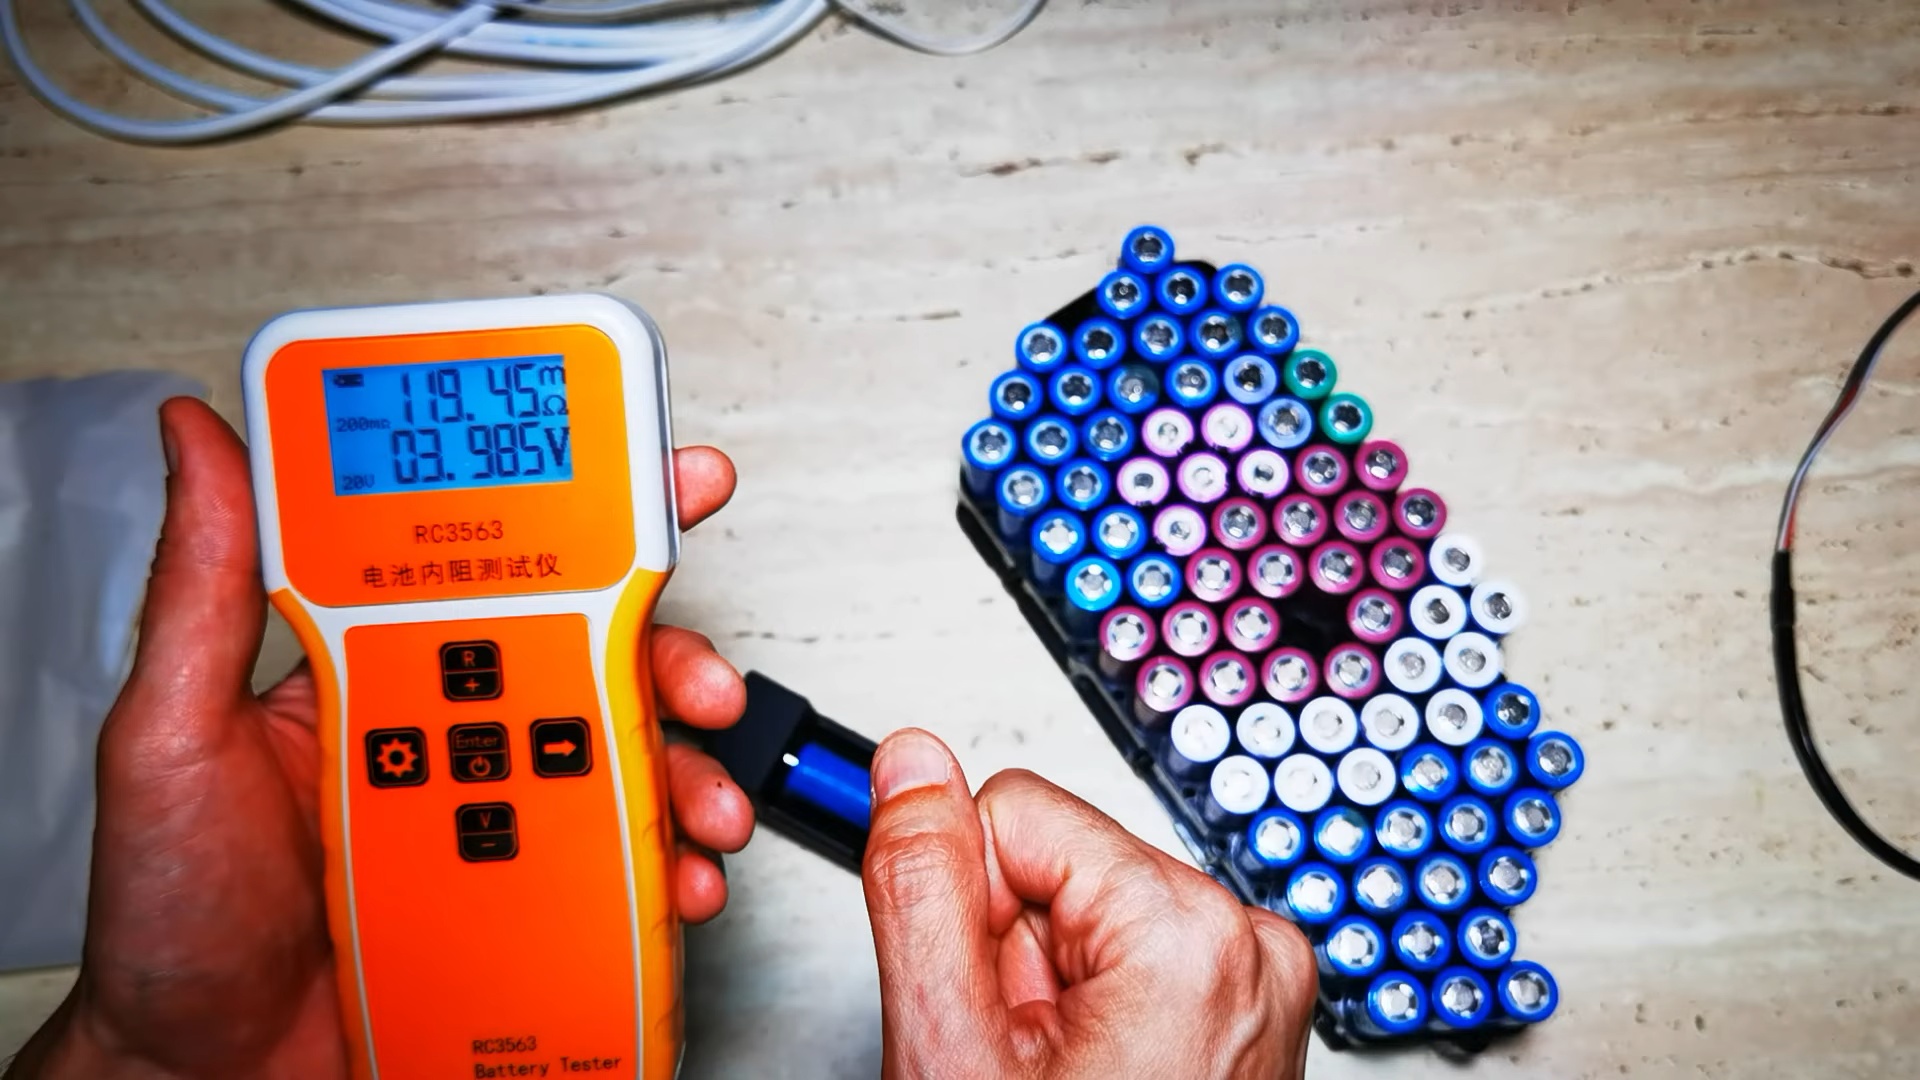 119.45mΩ
200mΩ
03.985V
20V
RC3563
电池内阻测试仪
R
+
Enter
V
-
RC3563
Battery Tester